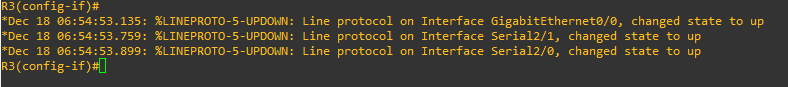 R3(config-if)#
*Dec 18 06:54:53.135: %LINEPROTO-5-UPDOWN: Line protocol on Interface GigabitEthernet0/0, changed state to up
*Dec 18 06:54:53.759: %LINEPROTO-5-UPDOWN: Line protocol on Interface Serial2/1, changed state to up
*Dec 18 06:54:53.899: %LINEPROTO-5-UPDOWN: Line protocol on Interface Serial2/0, changed state to up
R3(config-if)#